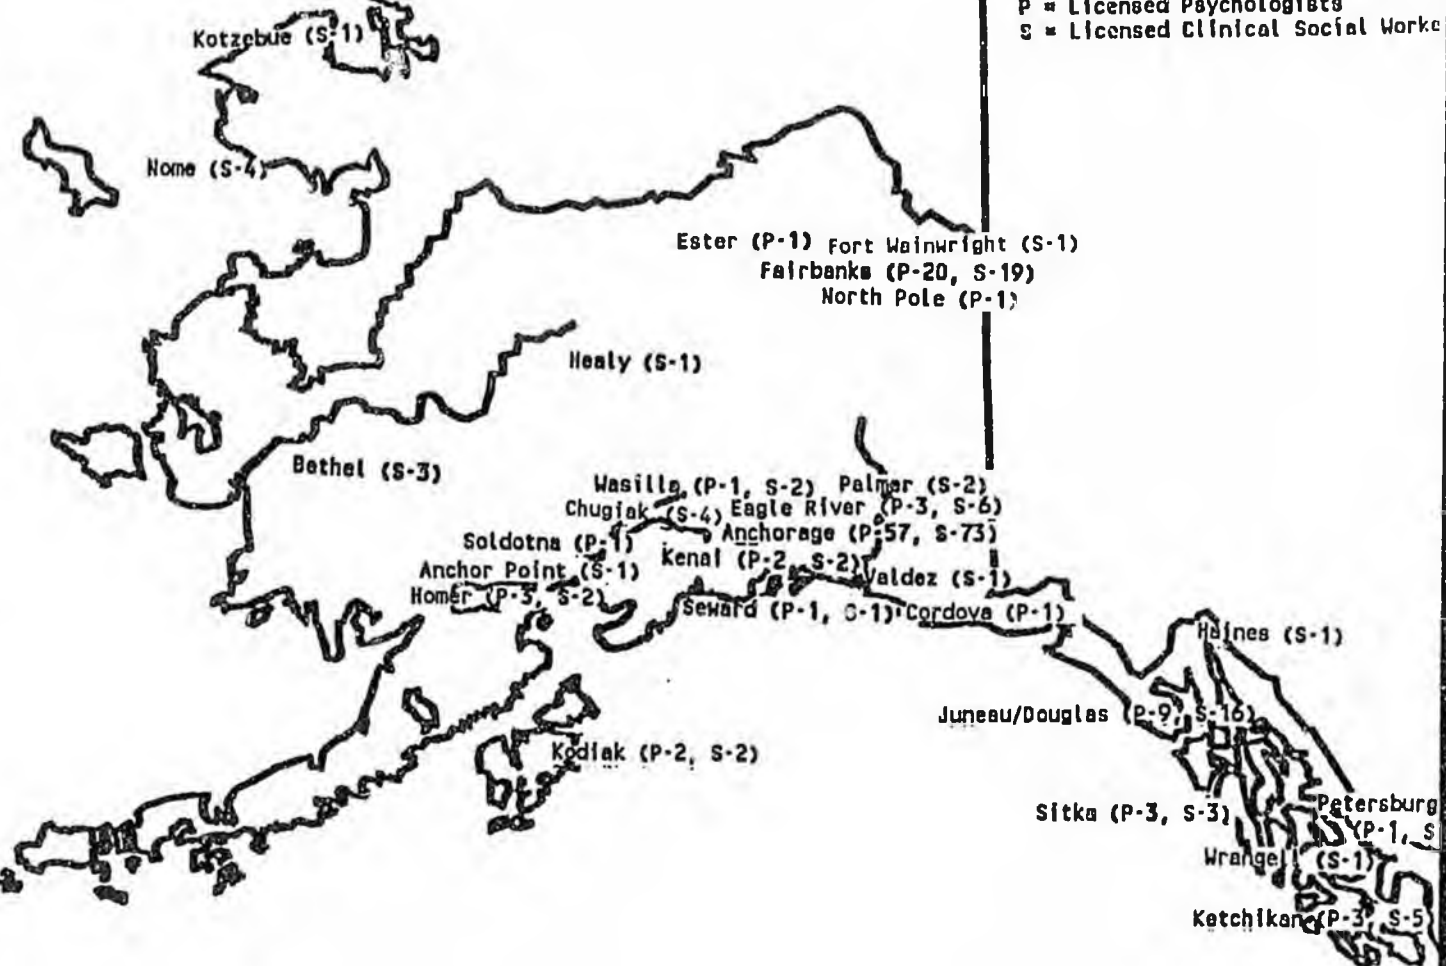 P = Licensed Psychologists
S = Licensed Clinical Social Worke
Kotzebue (S-1)
Nome (S-4)
Ester (P-1) Fort Wainwright (S-1)
Fairbanks (P-20, S-19)
North Pole (P-1)
Healy (S-1)
Bethel (S-3)
Wasilla (P-1, S-2) Palmer (S-2)
Chugiak (S-4) Eagle River (P-3, S-6)
Anchorage (P-57, S-73)
Soldotna (P-1)
Kenai (P-2, S-2)
Anchor Point (S-1)
Valdez (S-1)
Homer (P-3, S-2)
Seward (P-1, S-1) Cordova (P-1)
Haines (S-1)
Juneau/Douglas (P-9, S-16)
Kodiak (P-2, S-2)
Sitka (P-3, S-3)
Petersburg
(P-1, S
Wrangell (S-1)
Ketchikan (P-3, S-5